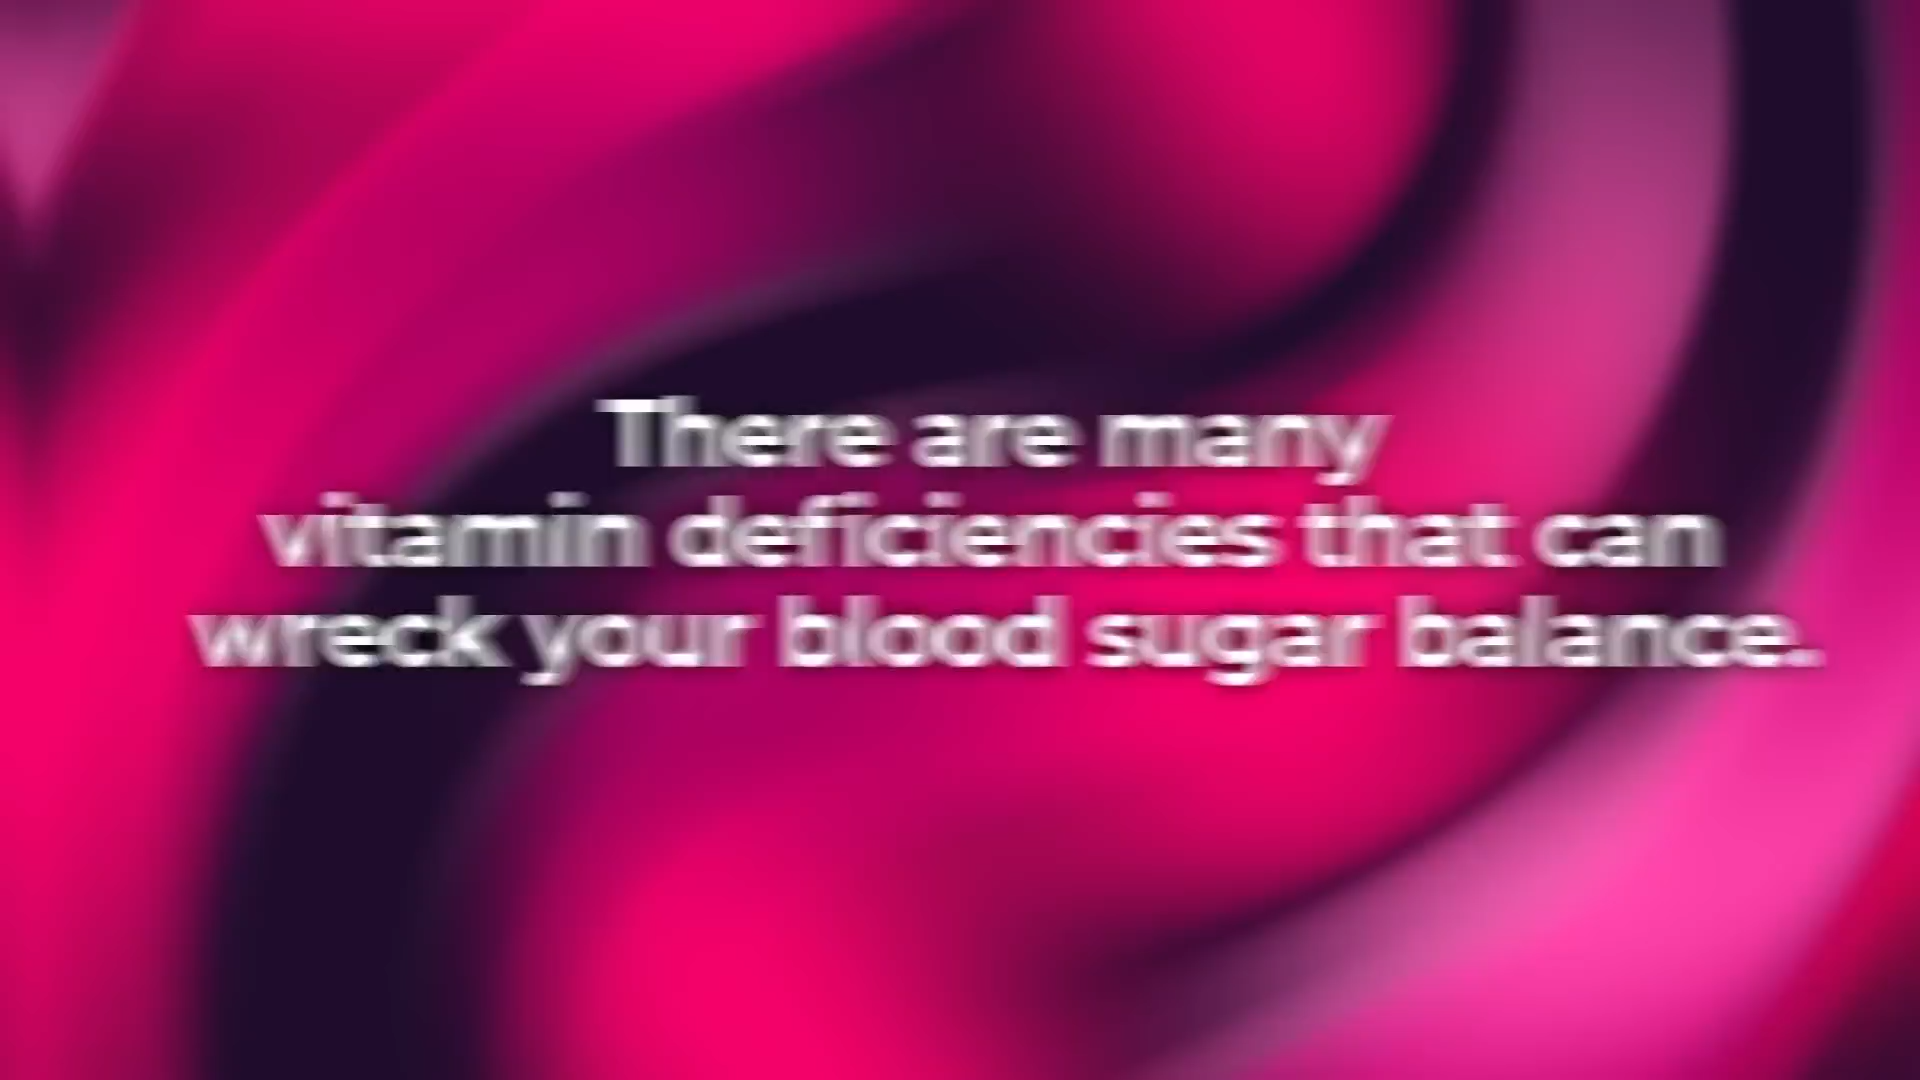 There are many
vitamin deficiencies that can
wreck your blood sugar balance.